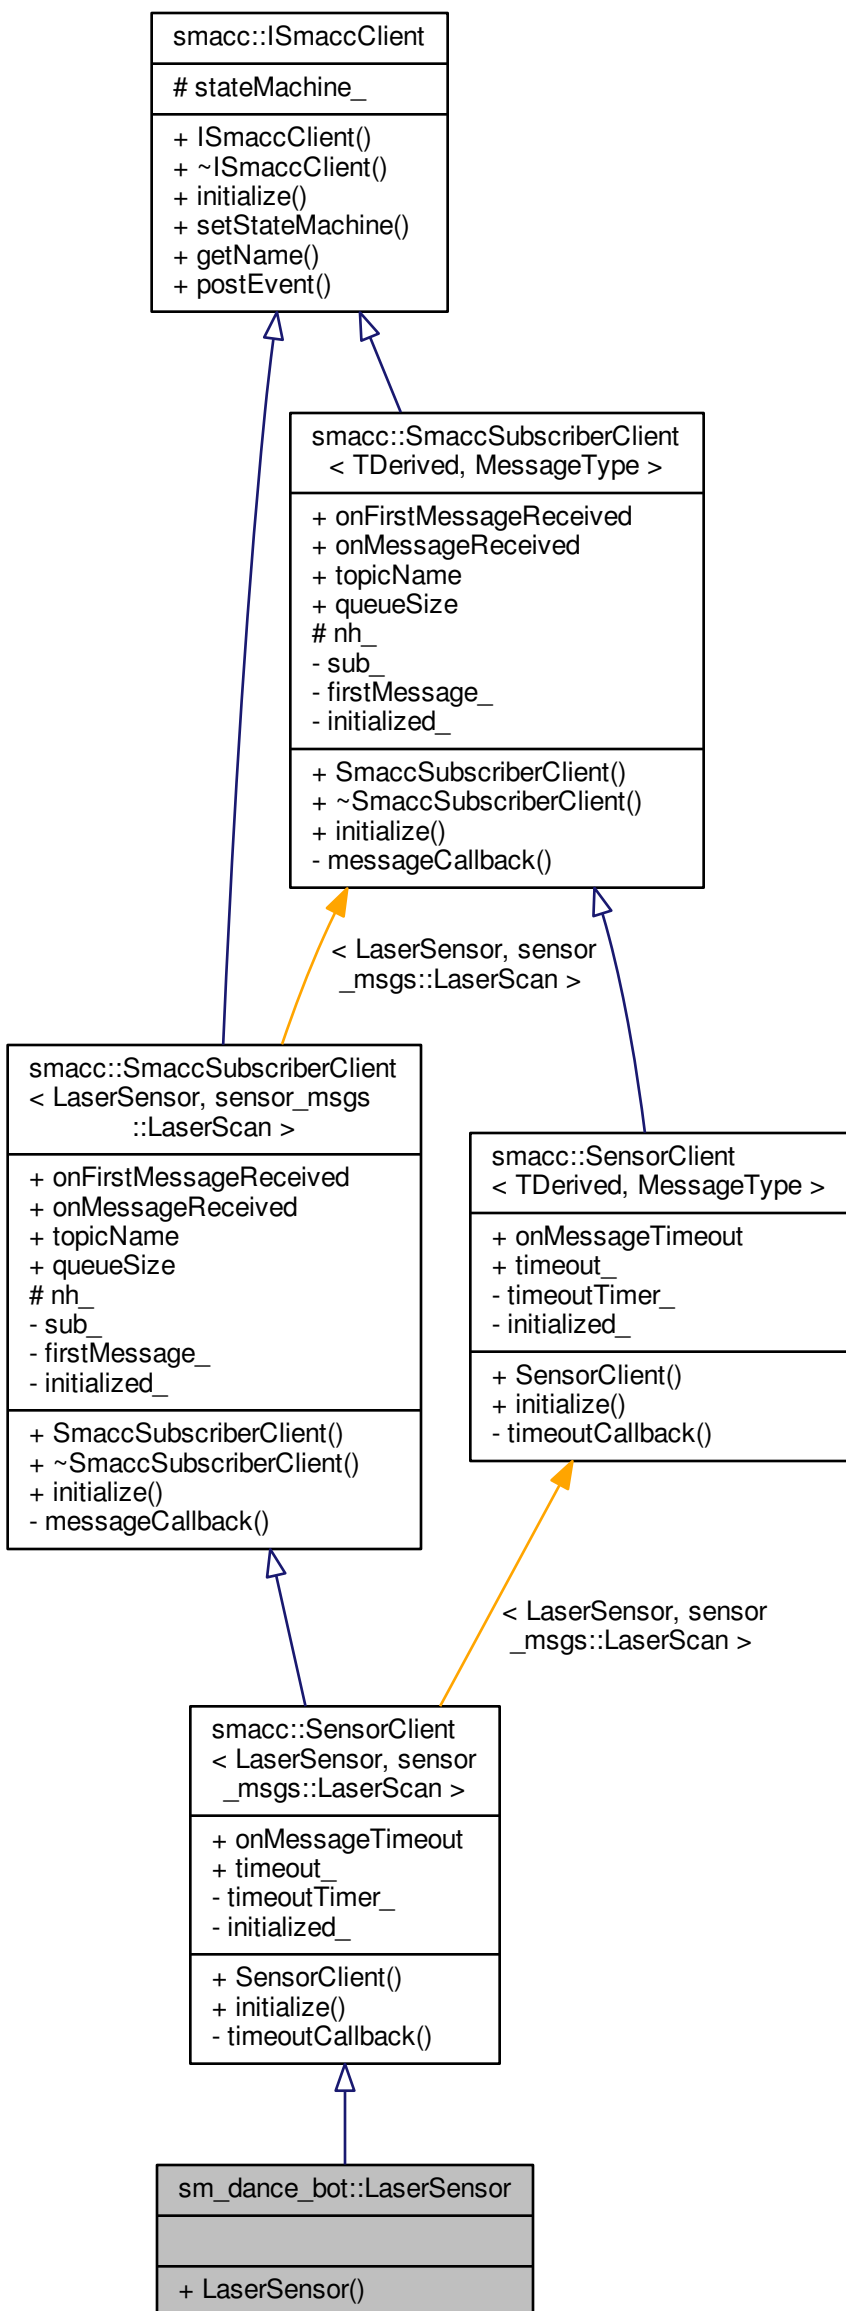 smacc::ISmaccClient
# stateMachine_
+ ISmaccClient()
+ ~ISmaccClient()
+ initialize()
+ setStateMachine()
+ getName()
+ postEvent()
smacc::SmaccSubscriberClient
< TDerived, MessageType >
+ onFirstMessageReceived
+ onMessageReceived
+ topicName
+ queueSize
# nh_
- sub_
- firstMessage_
- initialized_
+ SmaccSubscriberClient()
+ ~SmaccSubscriberClient()
+ initialize()
- messageCallback()
< LaserSensor, sensor
_msgs::LaserScan >
smacc::SmaccSubscriberClient
< LaserSensor, sensor_msgs
::LaserScan >
+ onFirstMessageReceived
+ onMessageReceived
+ topicName
+ queueSize
# nh_
- sub_
- firstMessage_
- initialized_
+ SmaccSubscriberClient()
+ ~SmaccSubscriberClient()
+ initialize()
- messageCallback()
smacc::SensorClient
< TDerived, MessageType >
+ onMessageTimeout
+ timeout_
- timeoutTimer_
- initialized_
+ SensorClient()
+ initialize()
- timeoutCallback()
< LaserSensor, sensor
_msgs::LaserScan >
smacc::SensorClient
< LaserSensor, sensor
_msgs::LaserScan >
+ onMessageTimeout
+ timeout_
- timeoutTimer_
- initialized_
+ SensorClient()
+ initialize()
- timeoutCallback()
sm_dance_bot::LaserSensor
+ LaserSensor()